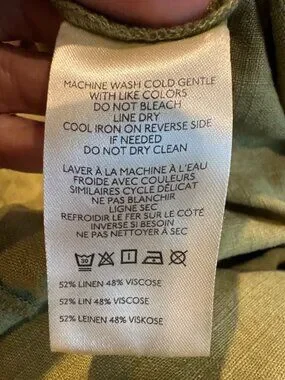 MACHINE WASH COLD GENTLE
WITH LIKE COLORS
DO NOT BLEACH
LINE DRY
COOL IRON ON REVERSE SIDE
IF NEEDED
DO NOT DRY CLEAN
LAVER À LA MACHINE À L'EAU
FROIDE AVEC COULEURS
SIMILAIRES CYCLE DÉLICAT
NE PAS BLANCHIR
LIGNE SEC
REFROIDIR LE FER SUR LE CÔTÉ
INVERSE SI BESOIN
NE PAS NETTOYER À SEC
30
52% LINEN 48% VISCOSE
52% LIN 48% VISCOSE
52% LEINEN 48% VISKOSE